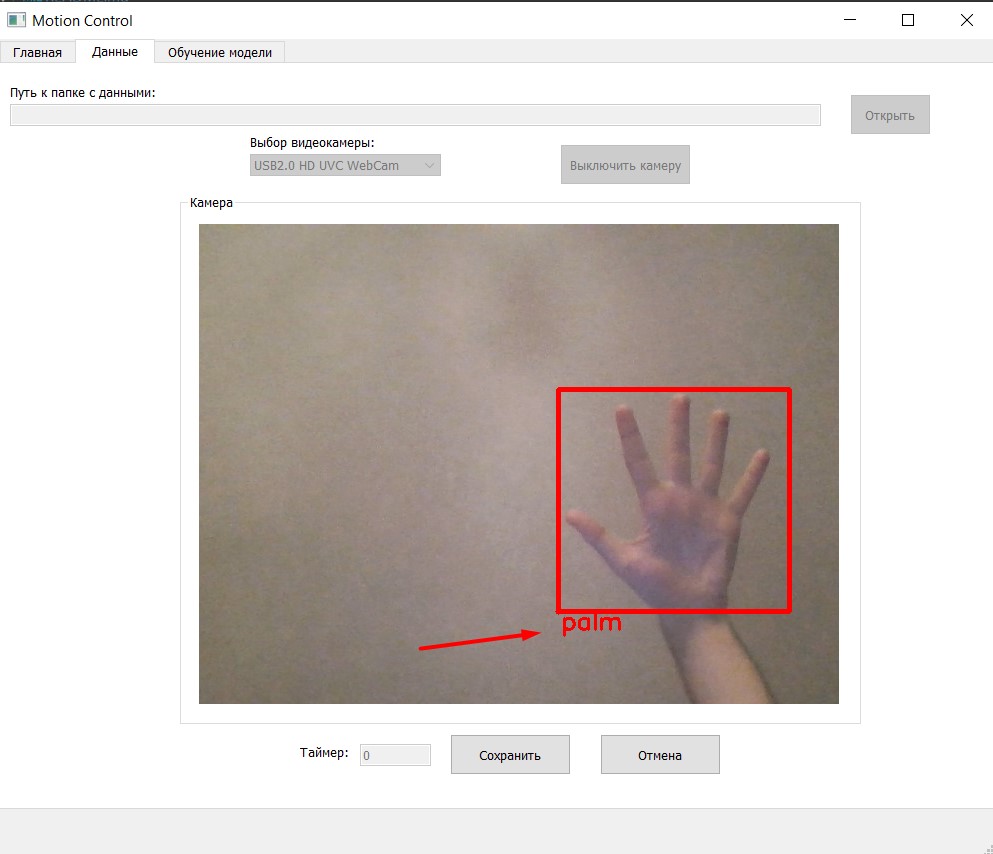 Motion Control
Главная
Данные
Обучение модели
Путь к папке с данными:
Открыть
Выбор видеокамеры:
USB2.0 HD UVC WebCam
Выключить камеру
Камера
palm
Таймер:
0
Сохранить
Отмена